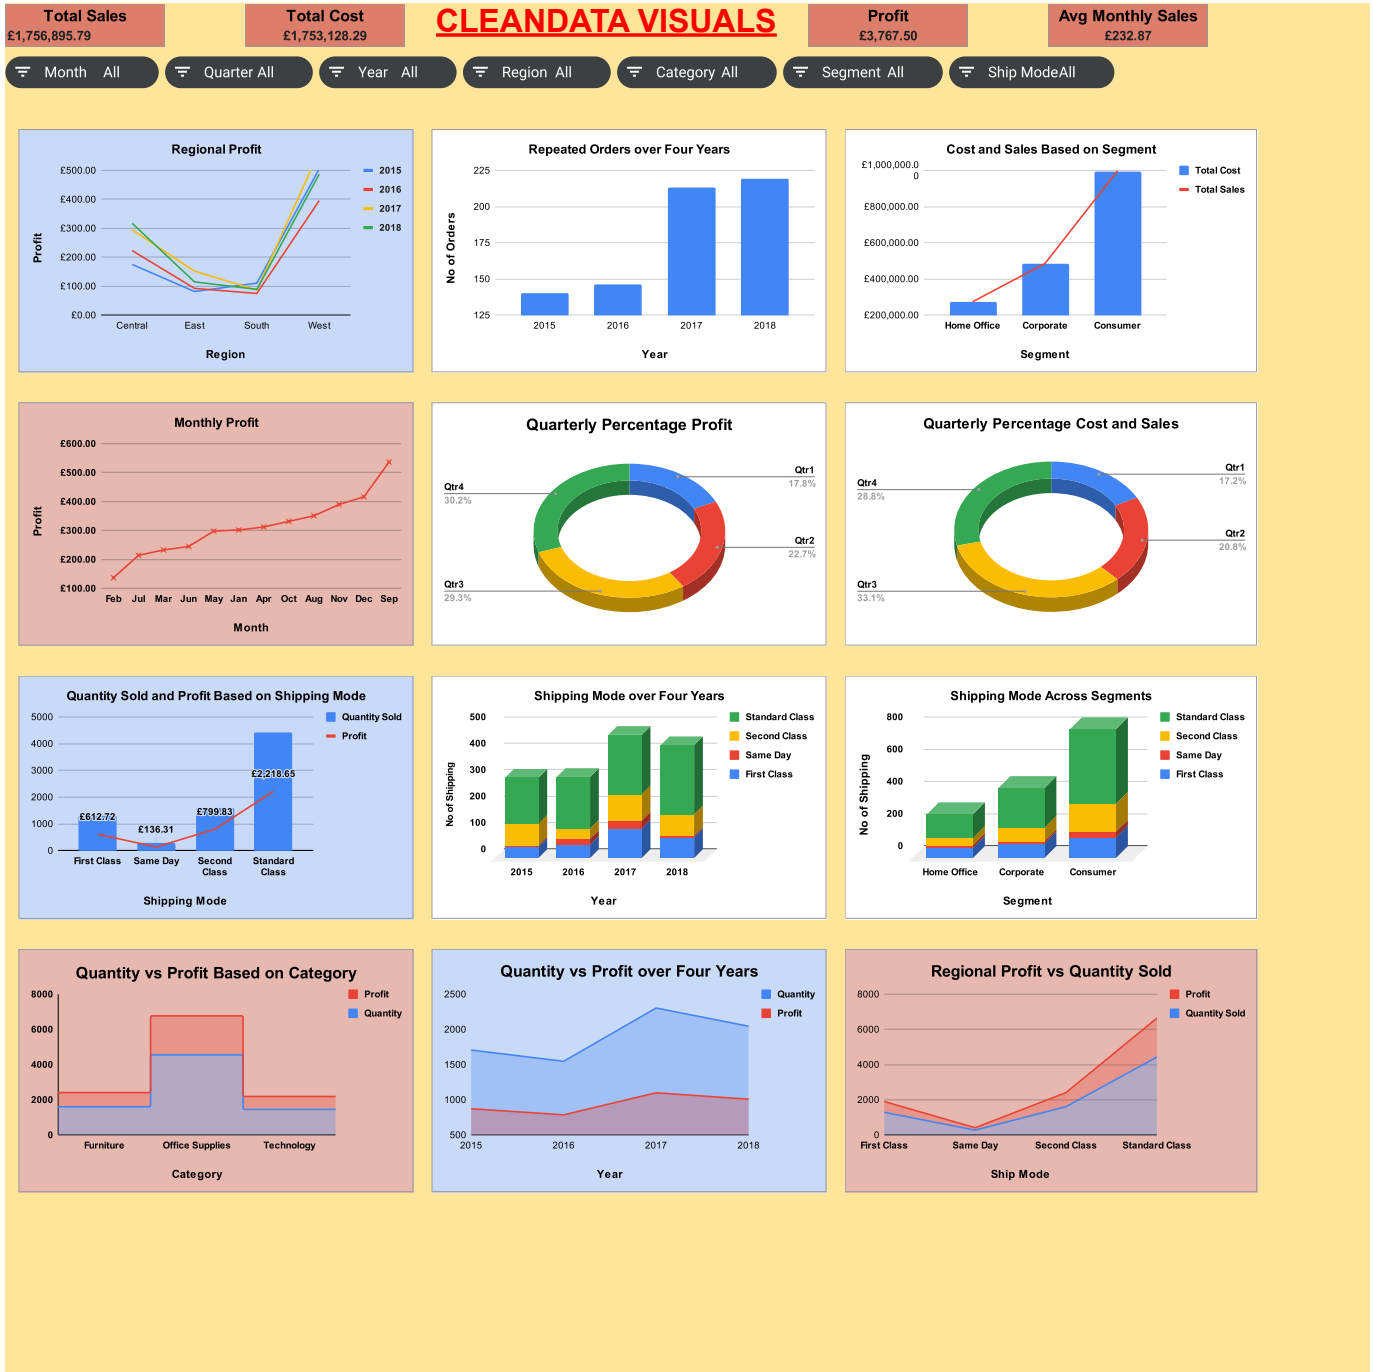 Total Sales
£1,756,895.79
Total Cost
£1,753,128.29
CLEANDATA VISUALS
Profit
£3,767.50
Avg Monthly Sales
£232.87
Month All
Quarter All
Year All
Region All
Category All
Segment All
Ship ModeAll
Regional Profit
£500.00
£400.00
£300.00
£200.00
£100.00
£0.00
Profit
Central East South West
Region
2015
2016
2017
2018
Repeated Orders over Four Years
225
200
175
150
125
No of Orders
2015 2016 2017 2018
Year
Cost and Sales Based on Segment
£1,000,000.0
0
£800,000.00
£600,000.00
£400,000.00
£200,000.00
Home Office Corporate Consumer
Segment
Total Cost
Total Sales
Monthly Profit
£600.00
£500.00
£400.00
£300.00
£200.00
£100.00
Profit
Feb Jul Mar Jun May Jan Apr Oct Aug Nov Dec Sep
Month
Quarterly Percentage Profit
Qtr1
17.8%
Qtr4
30.2%
Qtr2
22.7%
Qtr3
29.3%
Quarterly Percentage Cost and Sales
Qtr1
17.2%
Qtr4
28.8%
Qtr2
20.8%
Qtr3
33.1%
Quantity Sold and Profit Based on Shipping Mode
5000
4000
3000
2000
1000
0
£612.72
£136.31
£799.83
£2,218.65
First Class Same Day Second Class Standard Class
Shipping Mode
Quantity Sold
Profit
Shipping Mode over Four Years
500
400
300
200
100
0
No of Shipping
2015 2016 2017 2018
Year
Standard Class
Second Class
Same Day
First Class
Shipping Mode Across Segments
800
600
400
200
0
No of Shipping
Home Office Corporate Consumer
Segment
Standard Class
Second Class
Same Day
First Class
Quantity vs Profit Based on Category
8000
6000
4000
2000
0
Furniture Office Supplies Technology
Category
Profit
Quantity
Quantity vs Profit over Four Years
2500
2000
1500
1000
500
2015 2016 2017 2018
Year
Quantity
Profit
Regional Profit vs Quantity Sold
8000
6000
4000
2000
0
First Class Same Day Second Class Standard Class
Ship Mode
Profit
Quantity Sold